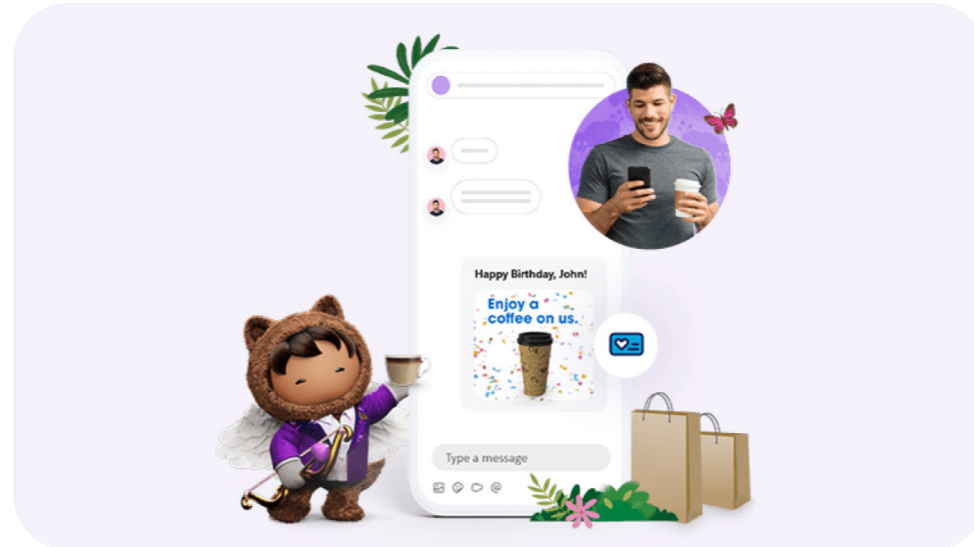 Happy Birthday, John!
Enjoy a
coffee on us.
Type a message